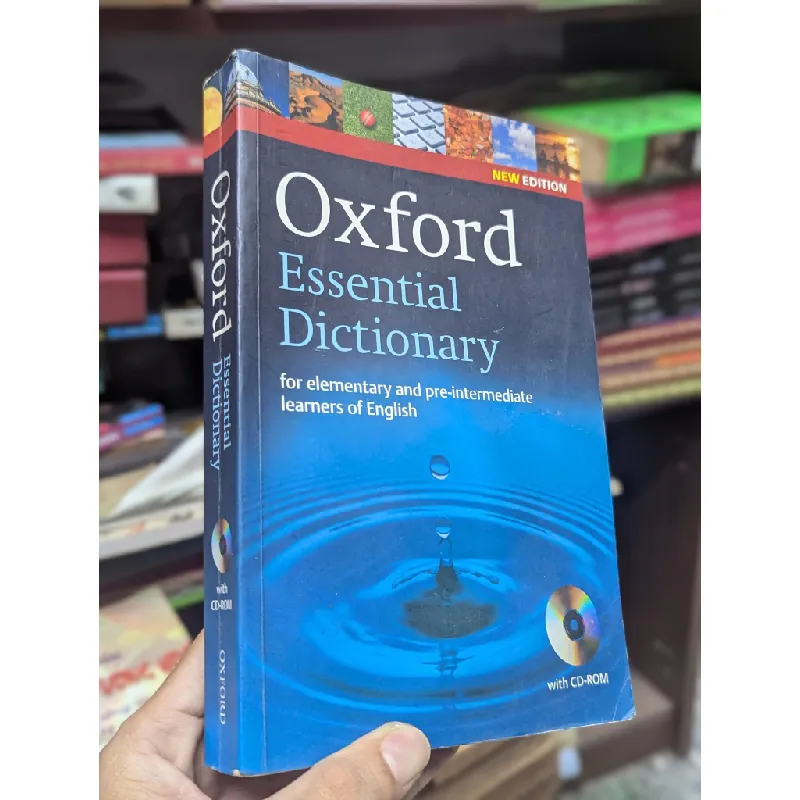 NEW EDITION
Oxford
Essential
Dictionary
for elementary and pre-intermediate
learners of English
with CD-ROM
Oxford
Essential
Dictionary
with
CD-ROM
OXFORD